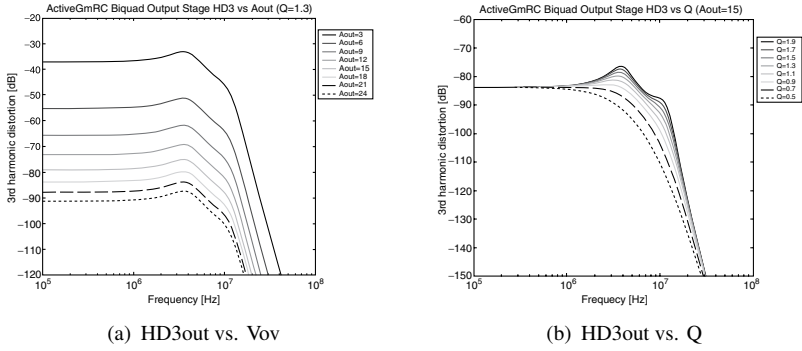 ActiveGmRC Biquad Output Stage HD3 vs Aout (Q=1.3)
−20
−30
−40
−50
−60
−70
−80
−90
−100
−110
−120
3rd harmonic distortion [dB]
10^5
10^6
10^7
10^8
Frequency [Hz]
Aout=3
Aout=6
Aout=9
Aout=12
Aout=15
Aout=18
Aout=21
Aout=24
(a) HD3out vs. Vov
ActiveGmRC Biquad Output Stage HD3 vs Q (Aout=15)
−60
−70
−80
−90
−100
−110
−120
−130
−140
−150
3rd harmonic distortion [dB]
10^5
10^6
10^7
10^8
Frequecy [Hz]
Q=1.9
Q=1.7
Q=1.5
Q=1.3
Q=1.1
Q=0.9
Q=0.7
Q=0.5
(b) HD3out vs. Q